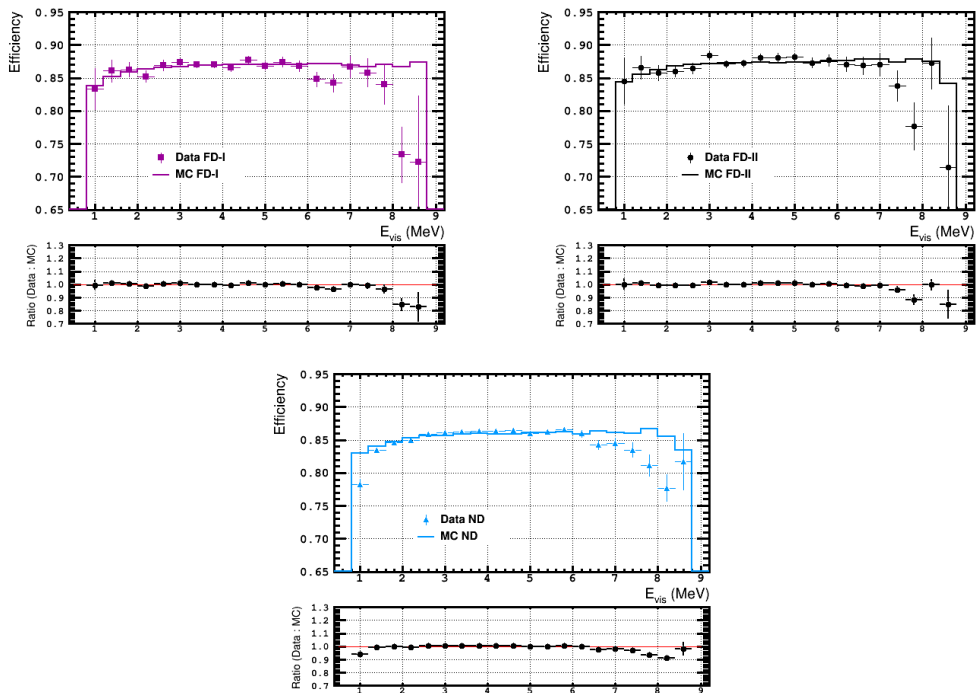 Efficiency
0.95
0.90
0.85
0.80
0.75
0.70
0.65
Data FD-I
MC FD-I
1 2 3 4 5 6 7 8 9
E_vis (MeV)
Ratio (Data : MC)
1.3
1.2
1.1
1.0
0.9
0.8
0.7
1 2 3 4 5 6 7 8 9
Efficiency
0.95
0.90
0.85
0.80
0.75
0.70
0.65
Data FD-II
MC FD-II
1 2 3 4 5 6 7 8 9
E_vis (MeV)
Ratio (Data : MC)
1.3
1.2
1.1
1.0
0.9
0.8
0.7
1 2 3 4 5 6 7 8 9
Efficiency
0.95
0.90
0.85
0.80
0.75
0.70
0.65
Data ND
MC ND
1 2 3 4 5 6 7 8 9
E_vis (MeV)
Ratio (Data : MC)
1.3
1.2
1.1
1.0
0.9
0.8
0.7
1 2 3 4 5 6 7 8 9